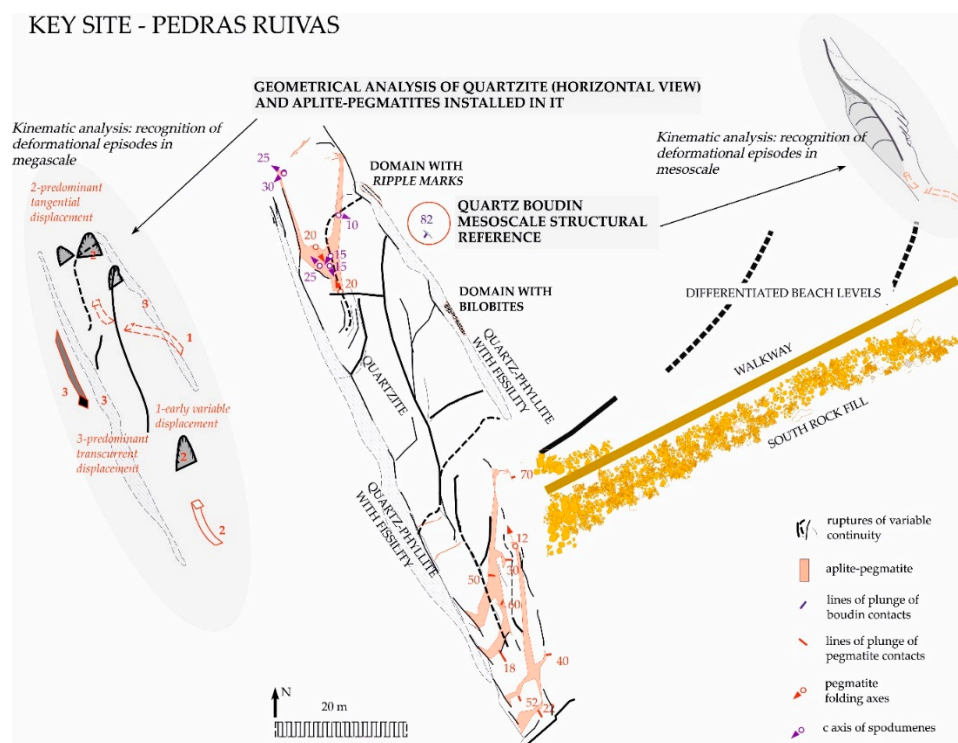 KEY SITE - PEDRAS RUIVAS
GEOMETRICAL ANALYSIS OF QUARTZITE (HORIZONTAL VIEW)
AND APLITE-PEGMATITES INSTALLED IN IT
Kinematic analysis: recognition of
deformational episodes in
megascale
Kinematic analysis: recognition of
deformational episodes in
mesoscale
2-predominant
tangential
displacement
2
3
1
3
3
1-early variable
displacement
3-predominant
transcurrent
displacement
2
2
25
30
DOMAIN WITH
RIPPLE MARKS
82
QUARTZ BOUDIN
MESOSCALE STRUCTURAL
REFERENCE
10
20
15
15
25
20
DOMAIN WITH
BILOBITES
DIFFERENTIATED BEACH LEVELS
QUARTZITE
QUARTZ-PHYLLITE
WITH FISSILITY
WALKWAY
SOUTH ROCK FILL
QUARTZ-PHYLLITE
WITH FISSILITY
70
12
30
50
60
18
40
52
22
N
20 m
ruptures of variable
continuity
aplite-pegmatite
lines of plunge of
boudin contacts
lines of plunge of
pegmatite contacts
pegmatite
folding axes
c axis of spodumenes